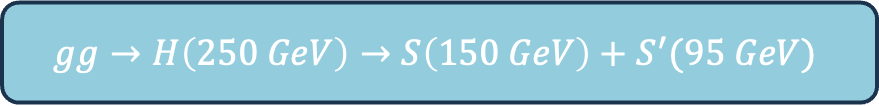 gg → H(250 GeV) → S(150 GeV) + S′(95 GeV)